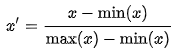 x′ = (x − min(x)) / (max(x) − min(x))